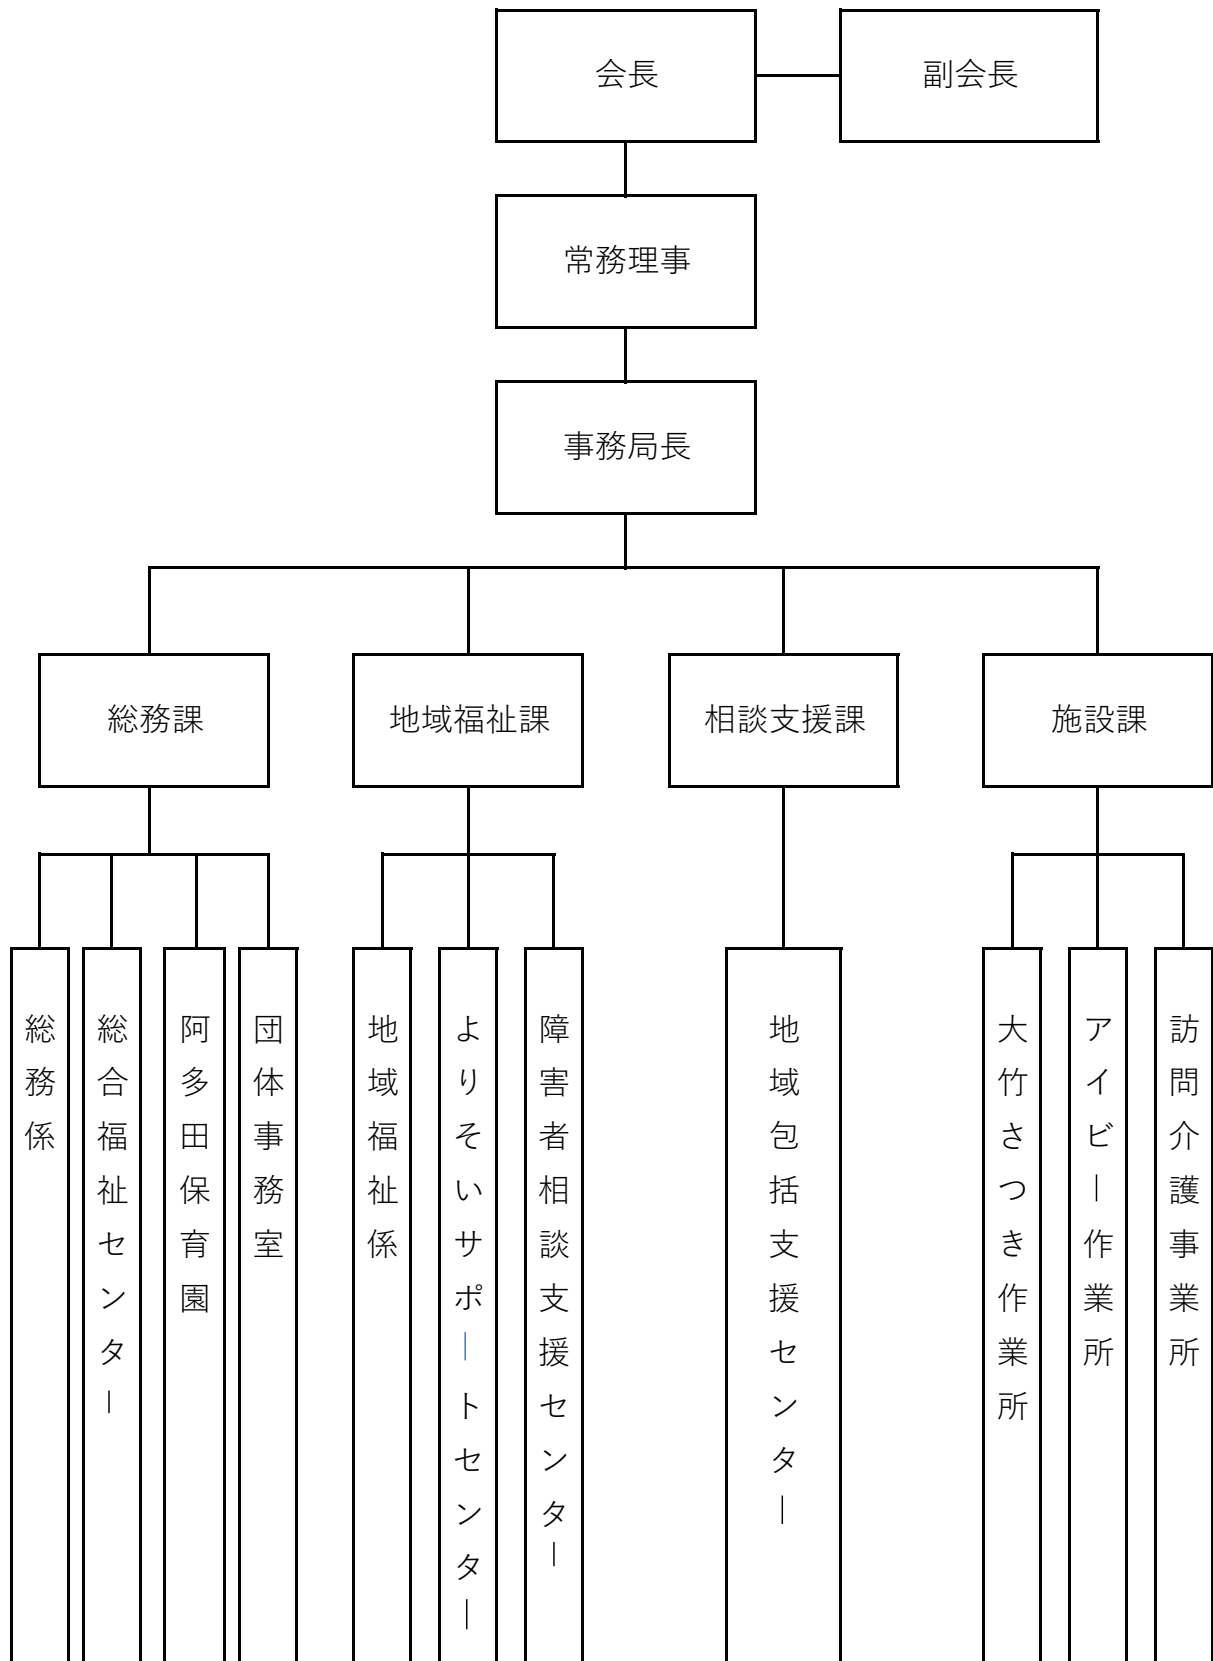 会長
副会長
常務理事
事務局長
総務課
地域福祉課
相談支援課
施設課
総務係
総合福祉センター
阿多田保育園
団体事務室
地域福祉係
よりそいサポートセンター
障害者相談支援センター
地域包括支援センター
大竹さつき作業所
アイビー作業所
訪問介護事業所